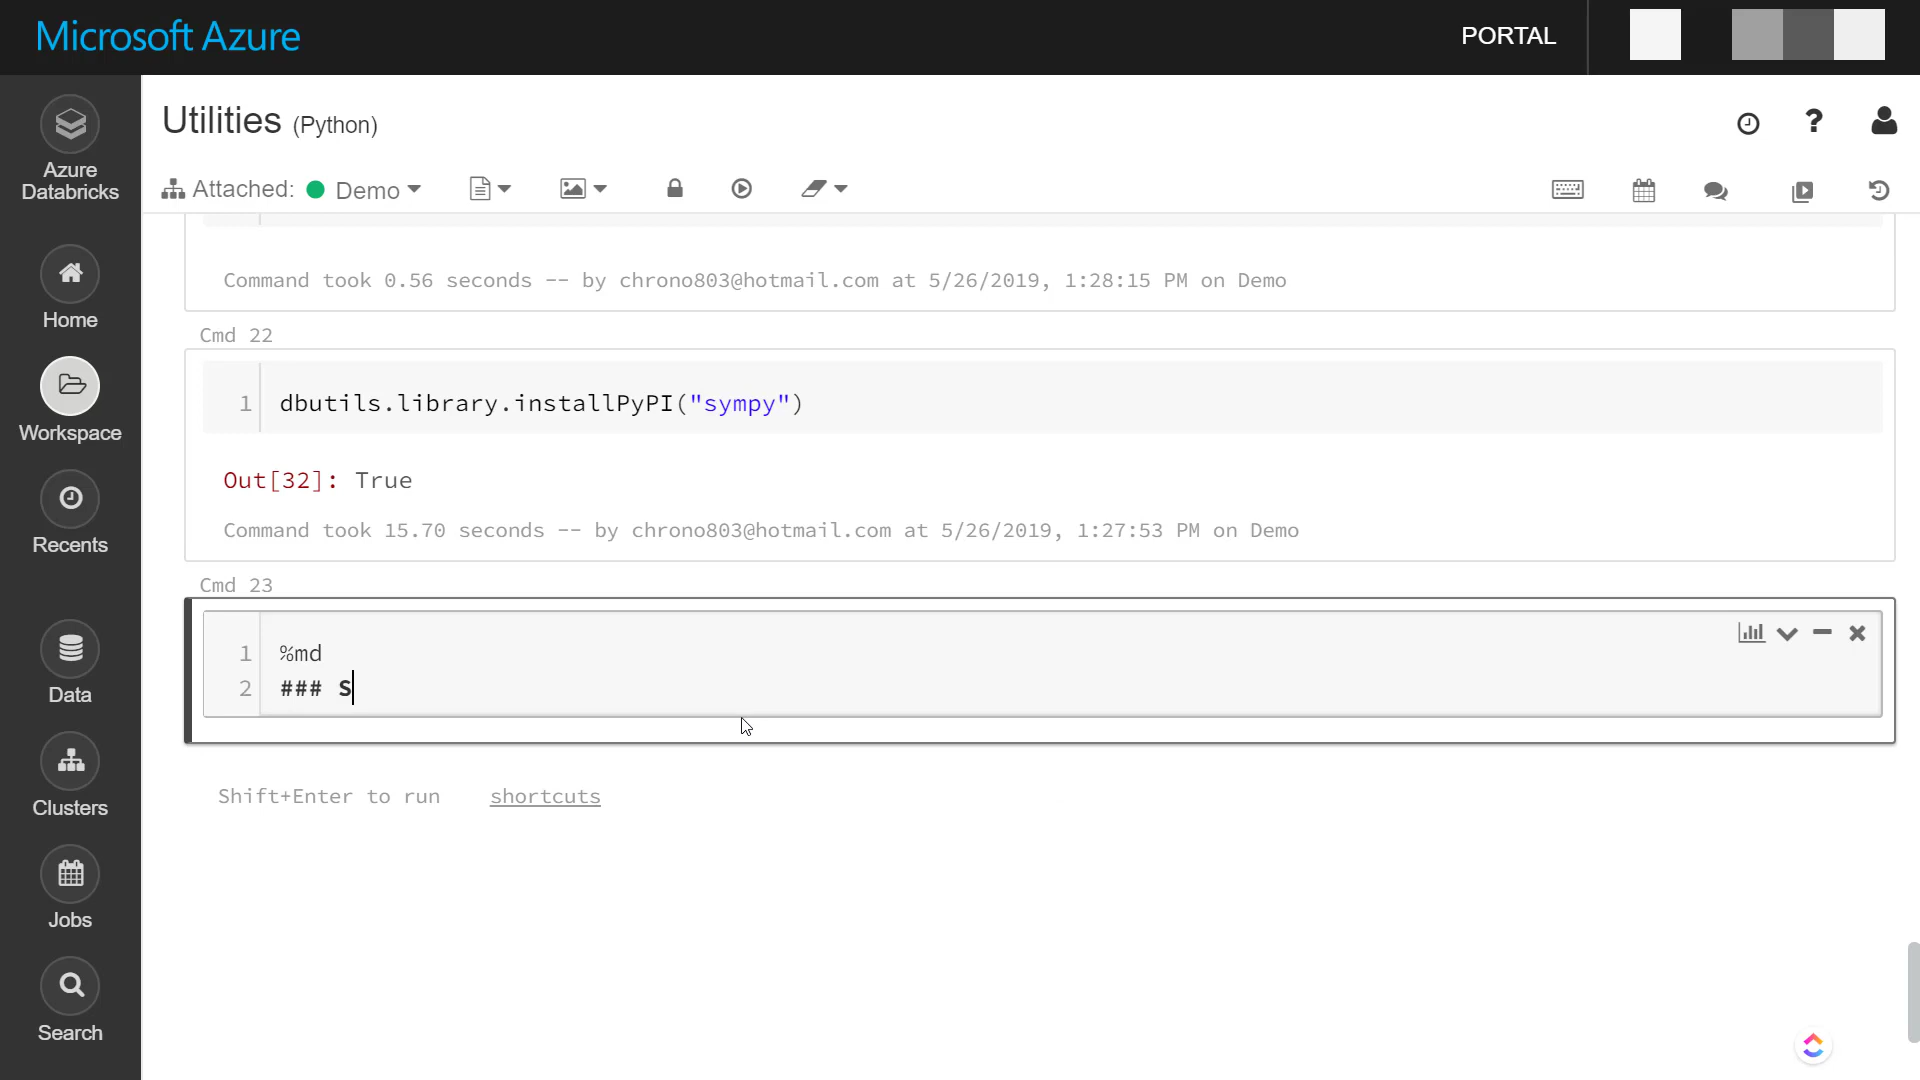 Microsoft Azure
PORTAL
Utilities (Python)
Attached: Demo
Azure
Databricks
Home
Workspace
Recents
Data
Clusters
Jobs
Search
Command took 0.56 seconds -- by chrono803@hotmail.com at 5/26/2019, 1:28:15 PM on Demo
Cmd 22
1 dbutils.library.installPyPI("sympy")
Out[32]: True
Command took 15.70 seconds -- by chrono803@hotmail.com at 5/26/2019, 1:27:53 PM on Demo
Cmd 23
1 %md
2 ### S
Shift+Enter to run shortcuts